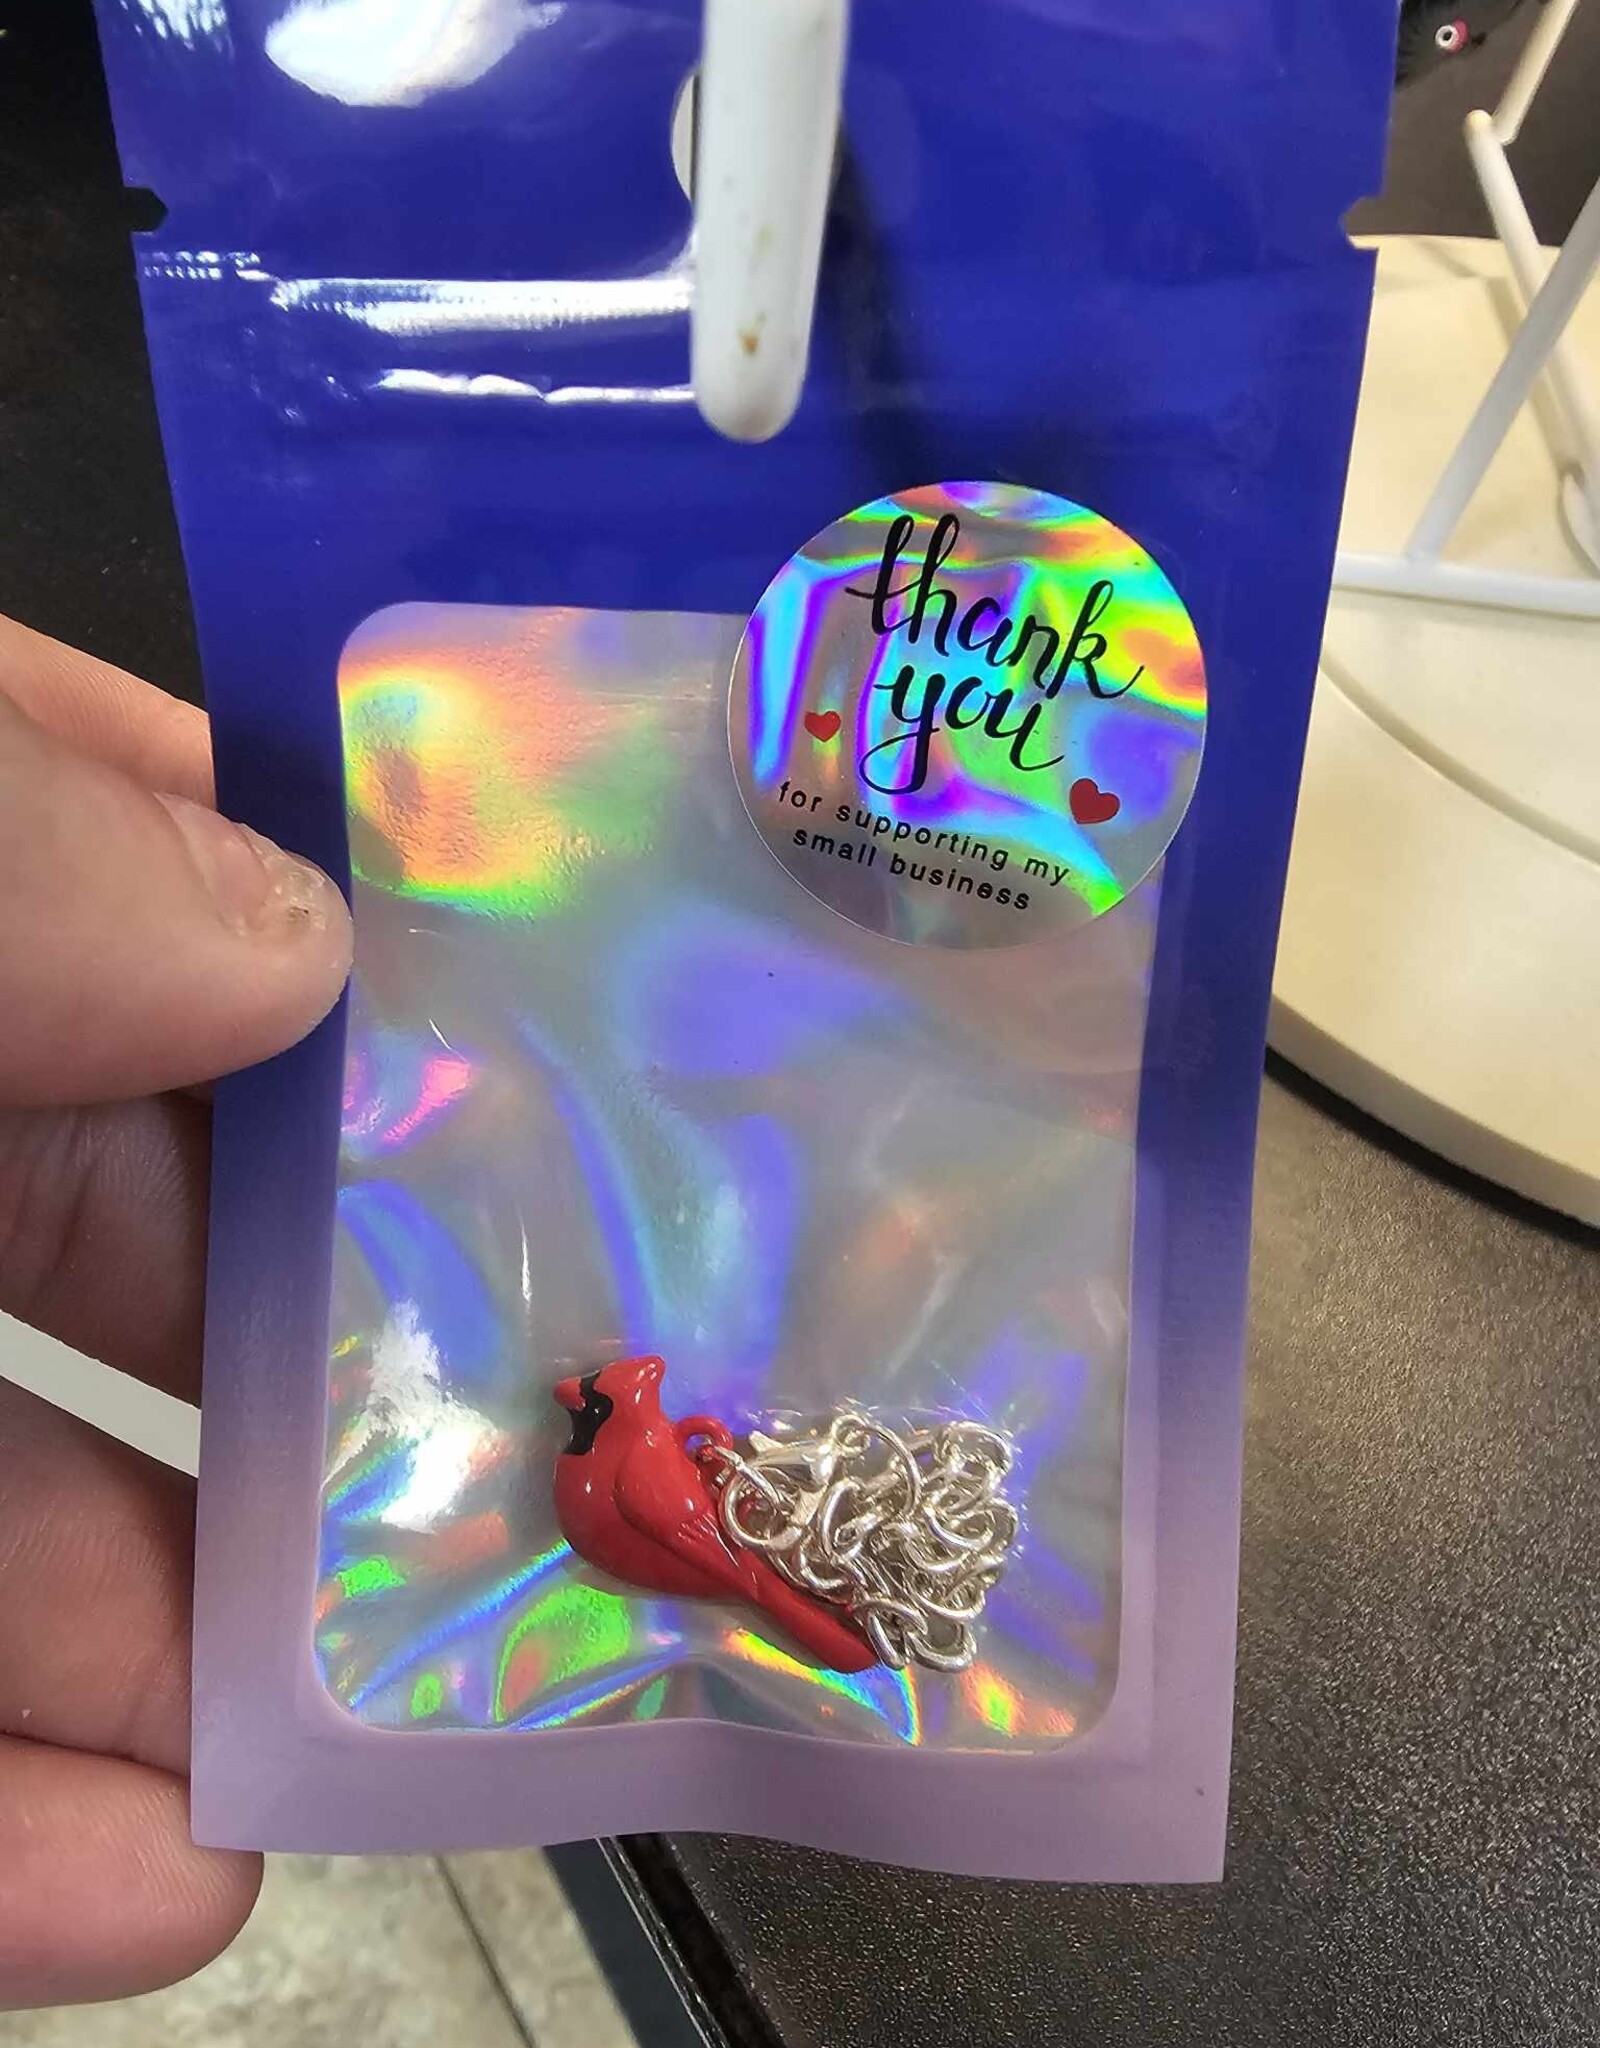 thank
you
for supporting my
small business